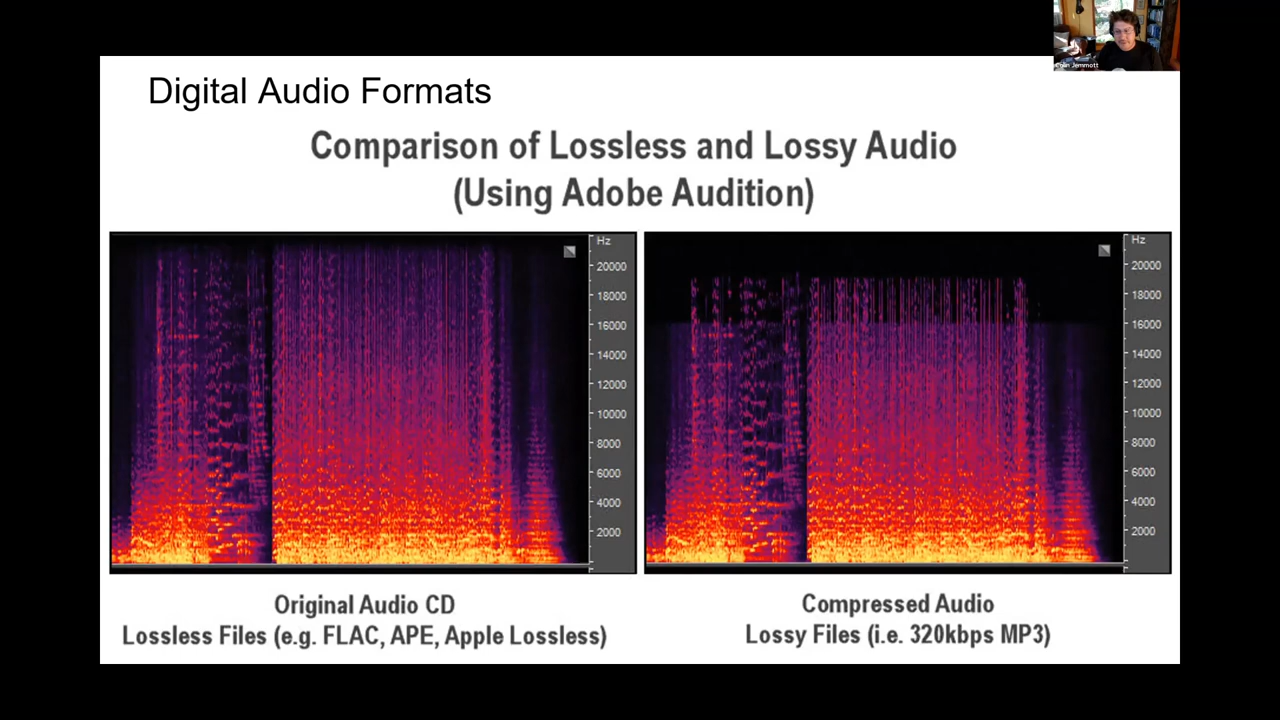 Colin Jemmott
Digital Audio Formats
Comparison of Lossless and Lossy Audio
(Using Adobe Audition)
Hz
20000
18000
16000
14000
12000
10000
8000
6000
4000
2000
Hz
20000
18000
16000
14000
12000
10000
8000
6000
4000
2000
Original Audio CD
Lossless Files (e.g. FLAC, APE, Apple Lossless)
Compressed Audio
Lossy Files (i.e. 320kbps MP3)